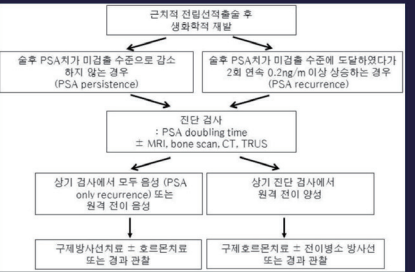 근치적 전립선적출술 후
생화학적 재발
술후 PSA치가 미검출 수준으로 감소
하지 않는 경우
(PSA persistence)
술후 PSA치가 미검출 수준에 도달하였다가
2회 연속 0.2ng/m 이상 상승하는 경우
(PSA recurrence)
진단 검사
: PSA doubling time
± MRI, bone scan, CT, TRUS
상기 검사에서 모두 음성 (PSA
only recurrence) 또는
원격 전이 음성
상기 진단 검사에서
원격 전이 양성
구제방사선치료 ± 호르몬치료
또는 경과 관찰
구제호르몬치료 ± 전이병소 방사선
또는 경과 관찰